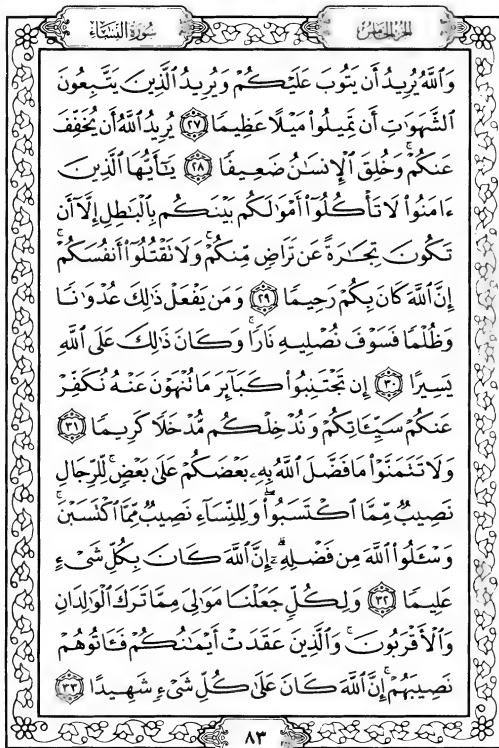 الجزء الخامس
سورة النساء
وَٱللَّهُ يُرِيدُ أَن يَتُوبَ عَلَيْكُمْ وَيُرِيدُ ٱلَّذِينَ يَتَّبِعُونَ
ٱلشَّهَوَٰتِ أَن تَمِيلُوا۟ مَيْلًا عَظِيمًا ٢٧ يُرِيدُ ٱللَّهُ أَن يُخَفِّفَ
عَنكُمْ ۚ وَخُلِقَ ٱلْإِنسَٰنُ ضَعِيفًا ٢٨ يَٰٓأَيُّهَا ٱلَّذِينَ
ءَامَنُوا۟ لَا تَأْكُلُوٓا۟ أَمْوَٰلَكُم بَيْنَكُم بِٱلْبَٰطِلِ إِلَّآ أَن
تَكُونَ تِجَٰرَةً عَن تَرَاضٍ مِّنكُمْ ۚ وَلَا تَقْتُلُوٓا۟ أَنفُسَكُمْ ۚ
إِنَّ ٱللَّهَ كَانَ بِكُمْ رَحِيمًا ٢٩ وَمَن يَفْعَلْ ذَٰلِكَ عُدْوَٰنًا
وَظُلْمًا فَسَوْفَ نُصْلِيهِ نَارًا ۚ وَكَانَ ذَٰلِكَ عَلَى ٱللَّهِ
يَسِيرًا ٣٠ إِن تَجْتَنِبُوا۟ كَبَآئِرَ مَا تُنْهَوْنَ عَنْهُ نُكَفِّرْ
عَنكُمْ سَيِّـَٔاتِكُمْ وَنُدْخِلْكُم مُّدْخَلًا كَرِيمًا ٣١
وَلَا تَتَمَنَّوْا۟ مَا فَضَّلَ ٱللَّهُ بِهِۦ بَعْضَكُمْ عَلَىٰ بَعْضٍ ۚ لِّلرِّجَالِ
نَصِيبٌ مِّمَّا ٱكْتَسَبُوا۟ ۖ وَلِلنِّسَآءِ نَصِيبٌ مِّمَّا ٱكْتَسَبْنَ ۚ
وَسْـَٔلُوا۟ ٱللَّهَ مِن فَضْلِهِۦٓ ۗ إِنَّ ٱللَّهَ كَانَ بِكُلِّ شَىْءٍ
عَلِيمًا ٣٢ وَلِكُلٍّ جَعَلْنَا مَوَٰلِىَ مِمَّا تَرَكَ ٱلْوَٰلِدَانِ
وَٱلْأَقْرَبُونَ ۚ وَٱلَّذِينَ عَقَدَتْ أَيْمَٰنُكُمْ فَـَٔاتُوهُمْ
نَصِيبَهُمْ ۚ إِنَّ ٱللَّهَ كَانَ عَلَىٰ كُلِّ شَىْءٍ شَهِيدًا ٣٣
٨٣